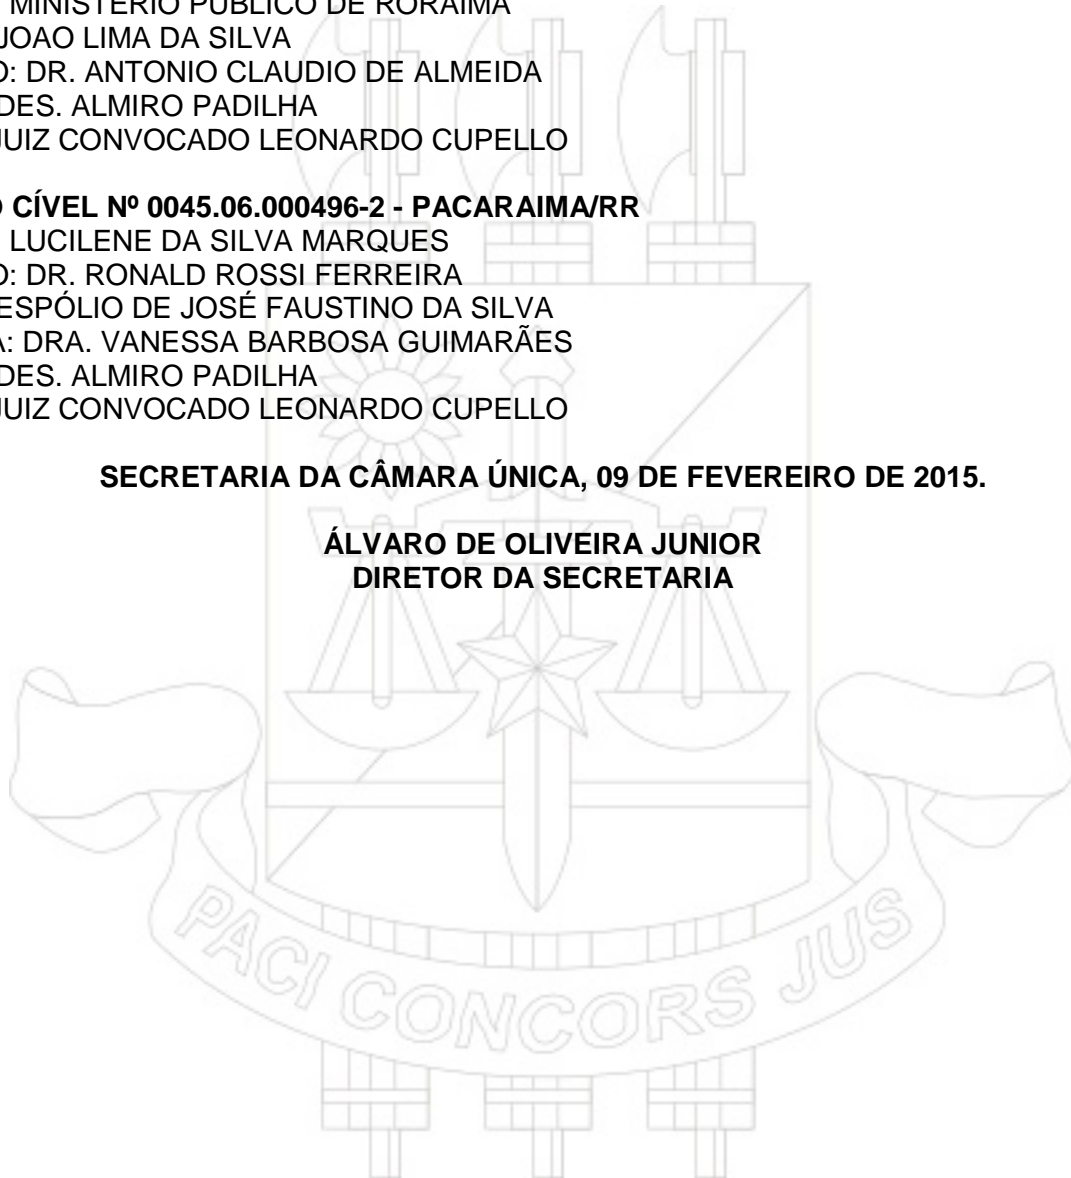 MINISTÉRIO PÚBLICO DE RORAIMA
JOAO LIMA DA SILVA
O: DR. ANTONIO CLAUDIO DE ALMEIDA
DES. ALMIRO PADILHA
JUIZ CONVOCADO LEONARDO CUPELLO
O CÍVEL Nº 0045.06.000496-2 - PACARAIMA/RR
LUCILENE DA SILVA MARQUES
O: DR. RONALD ROSSI FERREIRA
ESPÓLIO DE JOSÉ FAUSTINO DA SILVA
A: DRA. VANESSA BARBOSA GUIMARÃES
DES. ALMIRO PADILHA
JUIZ CONVOCADO LEONARDO CUPELLO
SECRETARIA DA CÂMARA ÚNICA, 09 DE FEVEREIRO DE 2015.
ÁLVARO DE OLIVEIRA JUNIOR
DIRETOR DA SECRETARIA
PACI CONCORS JUS